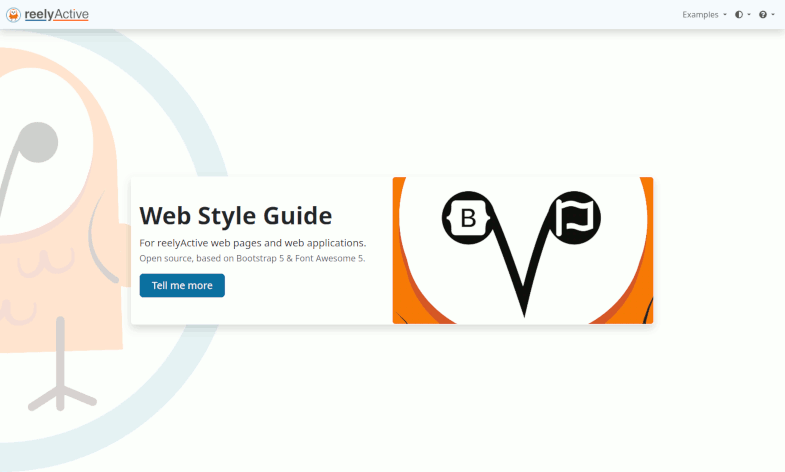 reelyActive
Examples
Web Style Guide
For reelyActive web pages and web applications.
Open source, based on Bootstrap 5 & Font Awesome 5.
Tell me more
B